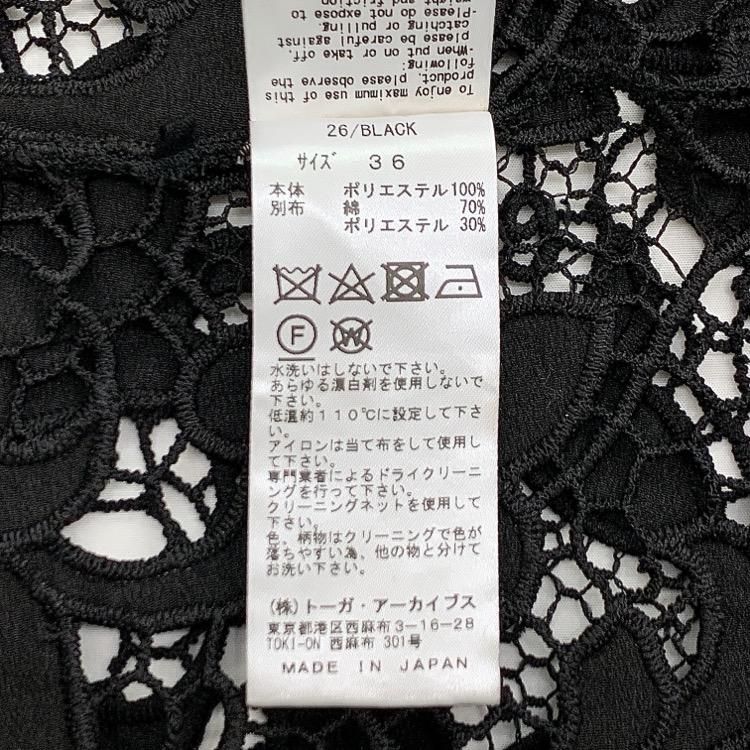 To enjoy maximum use of this
product, please observe the
following.
-When put on or take off.
please be careful against
catching or pulling.
-Please do not expose to
weight and friction
26/BLACK
サイズ 36
本体 ポリエステル100%
別布 綿 70%
ポリエステル 30%
F
W
水洗いはしないで下さい。
あらゆる漂白剤を使用しないで
下さい。
低温約110℃に設定して下さ
い。
アイロンは当て布をして使用し
て下さい。
専門業者によるドライクリーニ
ングを行って下さい。
クリーニングネットを使用して
下さい。
色、柄物はクリーニングで色が
落ちやすい為、他の物と分けて
お洗い下さい。
(株)トーガ・アーカイブス
東京都港区西麻布3-16-28
TOKI-ON 西麻布 301号
MADE IN JAPAN